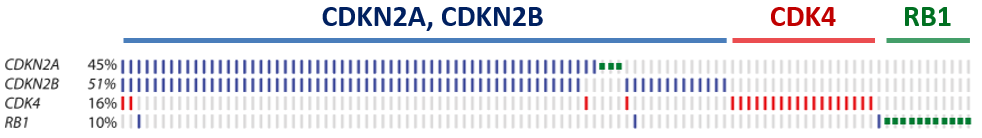 CDKN2A, CDKN2B CDK4 RB1
CDKN2A 45%
CDKN2B 51%
CDK4 16%
RB1 10%